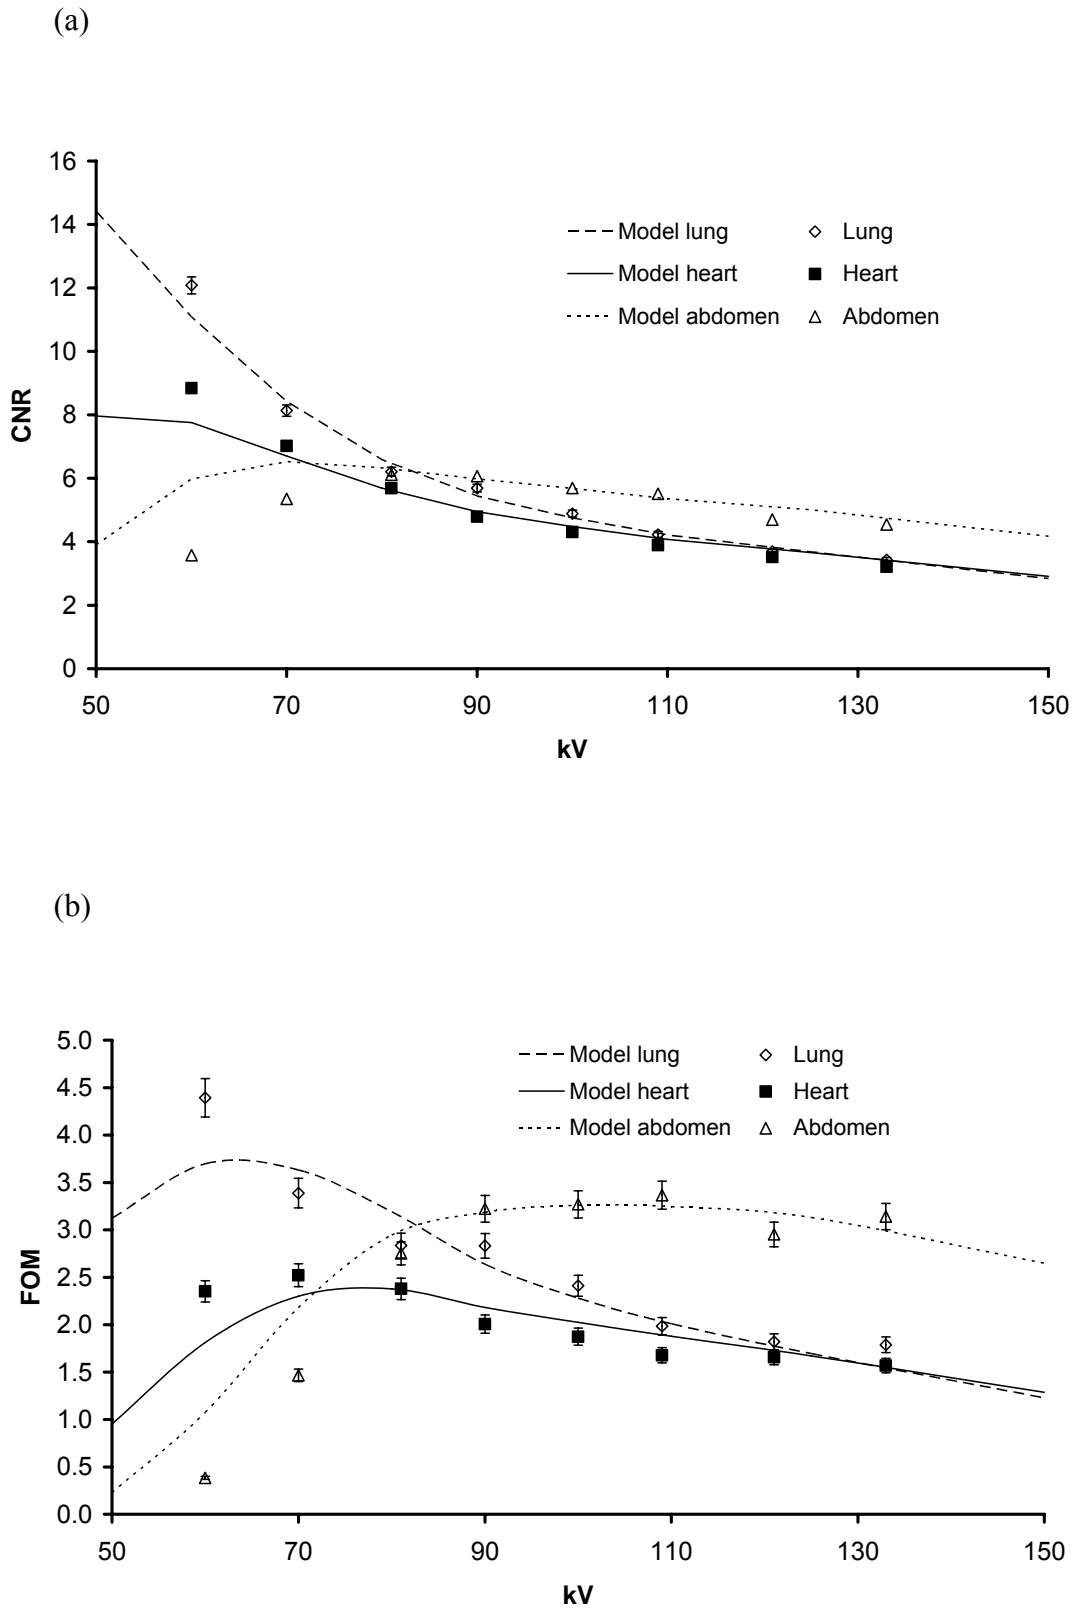 (a)
16
14
12
10
8
6
4
2
0
CNR
50 70 90 110 130 150
kV
Model lung Lung
Model heart Heart
Model abdomen Abdomen
(b)
5.0
4.5
4.0
3.5
3.0
2.5
2.0
1.5
1.0
0.5
0.0
FOM
50 70 90 110 130 150
kV
Model lung Lung
Model heart Heart
Model abdomen Abdomen